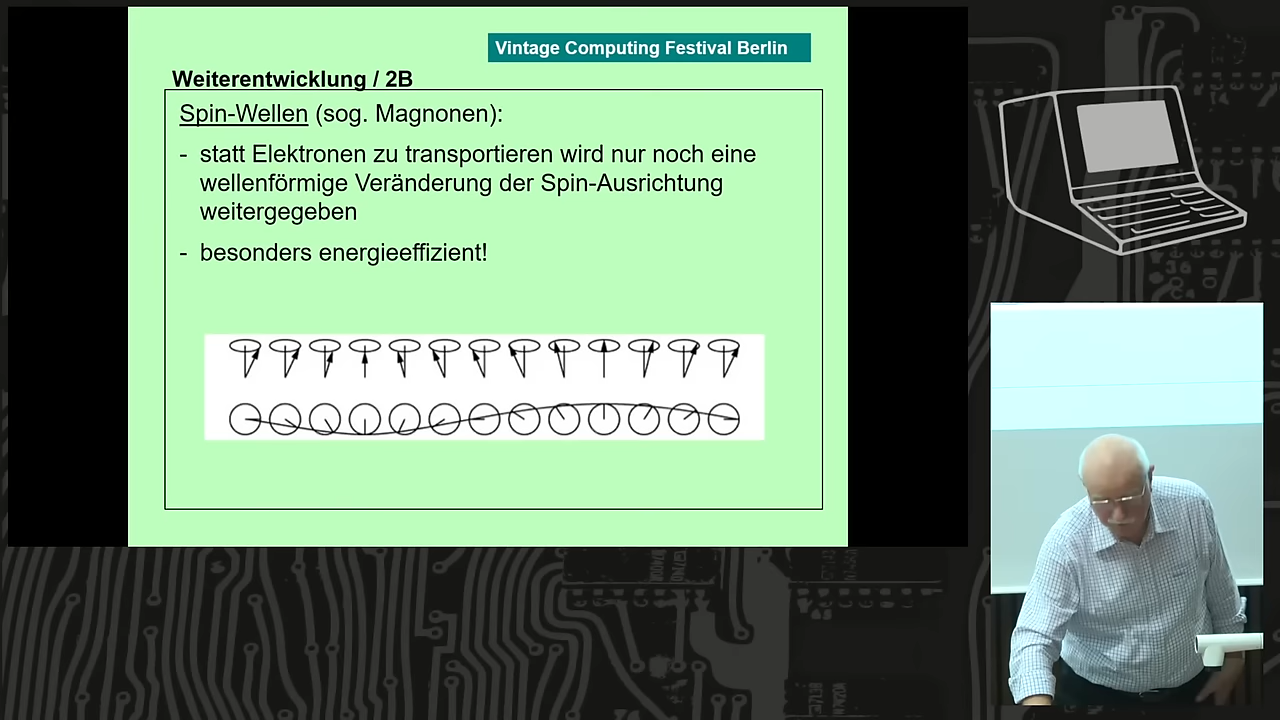 Vintage Computing Festival Berlin
Weiterentwicklung / 2B
Spin-Wellen (sog. Magnonen):
- statt Elektronen zu transportieren wird nur noch eine
wellenförmige Veränderung der Spin-Ausrichtung
weitergegeben
- besonders energieeffizient!